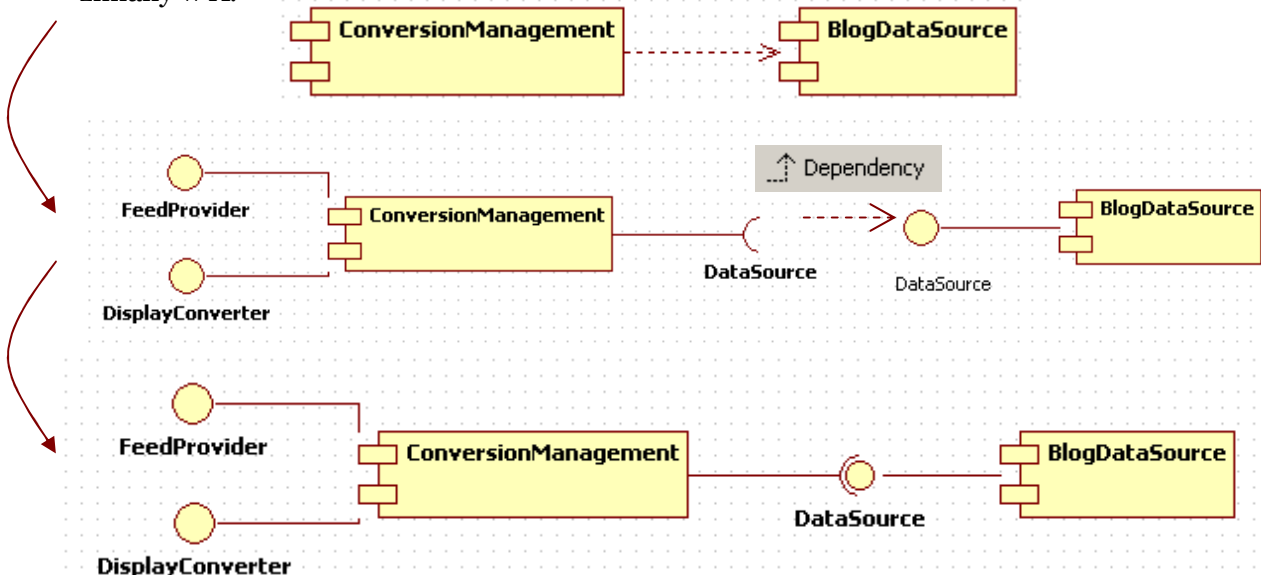 ConversionManagement
BlogDataSource
Dependency
FeedProvider
ConversionManagement
BlogDataSource
DataSource
DataSource
DisplayConverter
FeedProvider
ConversionManagement
BlogDataSource
DataSource
DisplayConverter